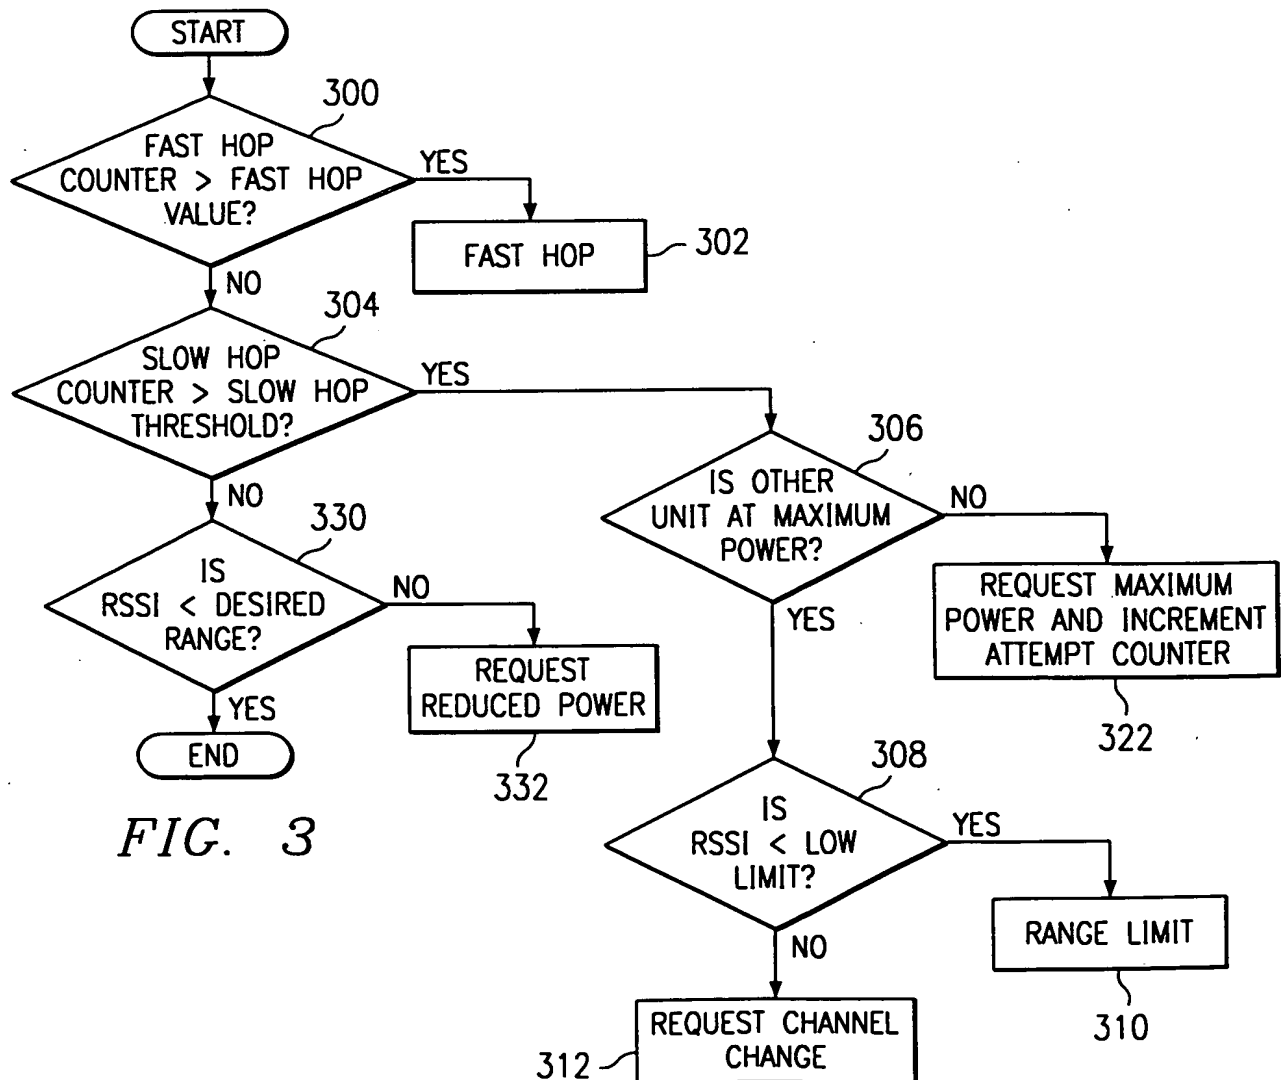 START
300
FAST HOP
COUNTER > FAST HOP
VALUE?
YES
FAST HOP
302
NO
304
SLOW HOP
COUNTER > SLOW HOP
THRESHOLD?
YES
306
IS OTHER
UNIT AT MAXIMUM
POWER?
NO
REQUEST MAXIMUM
POWER AND INCREMENT
ATTEMPT COUNTER
322
NO
330
IS
RSSI < DESIRED
RANGE?
NO
REQUEST
REDUCED POWER
332
YES
END
YES
308
IS
RSSI < LOW
LIMIT?
YES
RANGE LIMIT
310
NO
REQUEST CHANNEL
CHANGE
312
FIG. 3